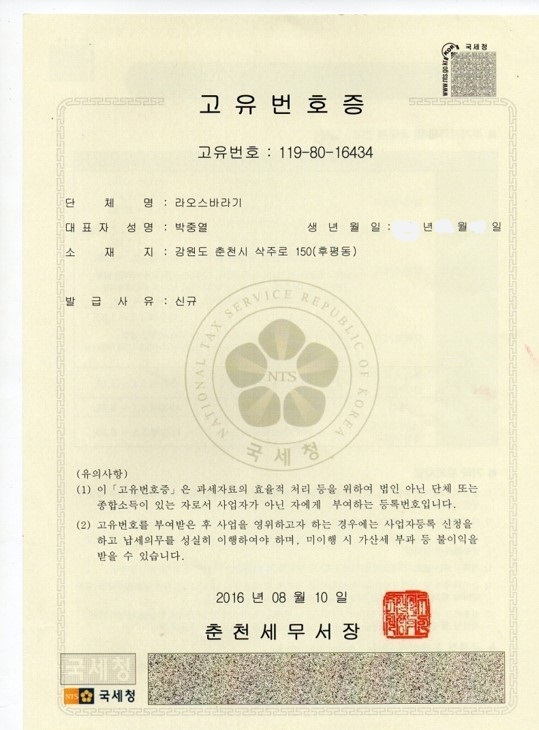 국세청
고유번호증
고유번호 : 119-80-16434
단체명 : 라오스바라기
대표자 성명 : 박중열 생년월일 : 년 월 일
소재지 : 강원도 춘천시 삭주로 150(후평동)
발급사유 : 신규
NATIONAL TAX SERVICE REPUBLIC OF KOREA
NTS
국세청
(유의사항)
(1) 이「고유번호증」은 과세자료의 효율적 처리 등을 위하여 법인 아닌 단체 또는
종합소득이 있는 자로서 사업자가 아닌 자에게 부여하는 등록번호입니다.
(2) 고유번호를 부여받은 후 사업을 영위하고자 하는 경우에는 사업자등록 신청을
하고 납세의무를 성실히 이행하여야 하며, 미이행 시 가산세 부과 등 불이익을
받을 수 있습니다.
2016 년 08 월 10 일
춘천세무서장
국세청
NTS 국세청